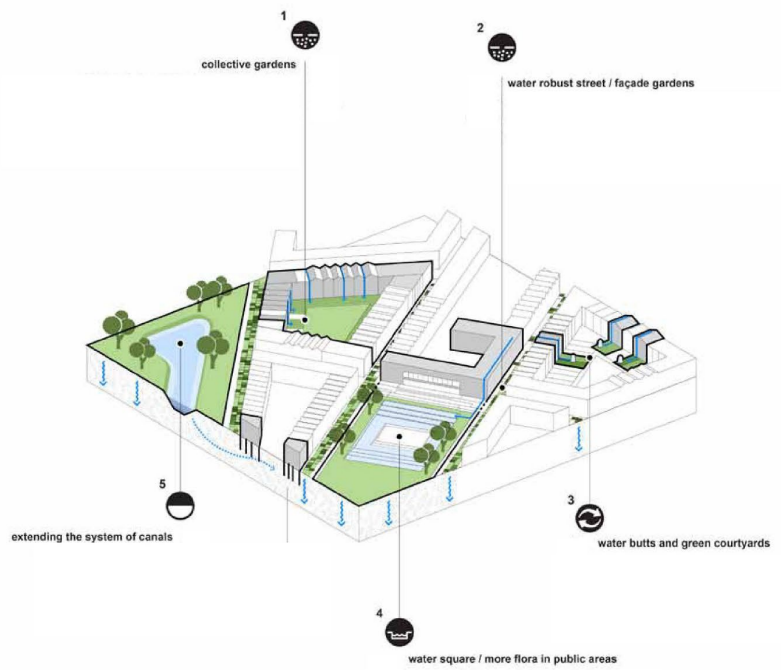 1
collective gardens
2
water robust street / façade gardens
3
water butts and green courtyards
4
water square / more flora in public areas
5
extending the system of canals